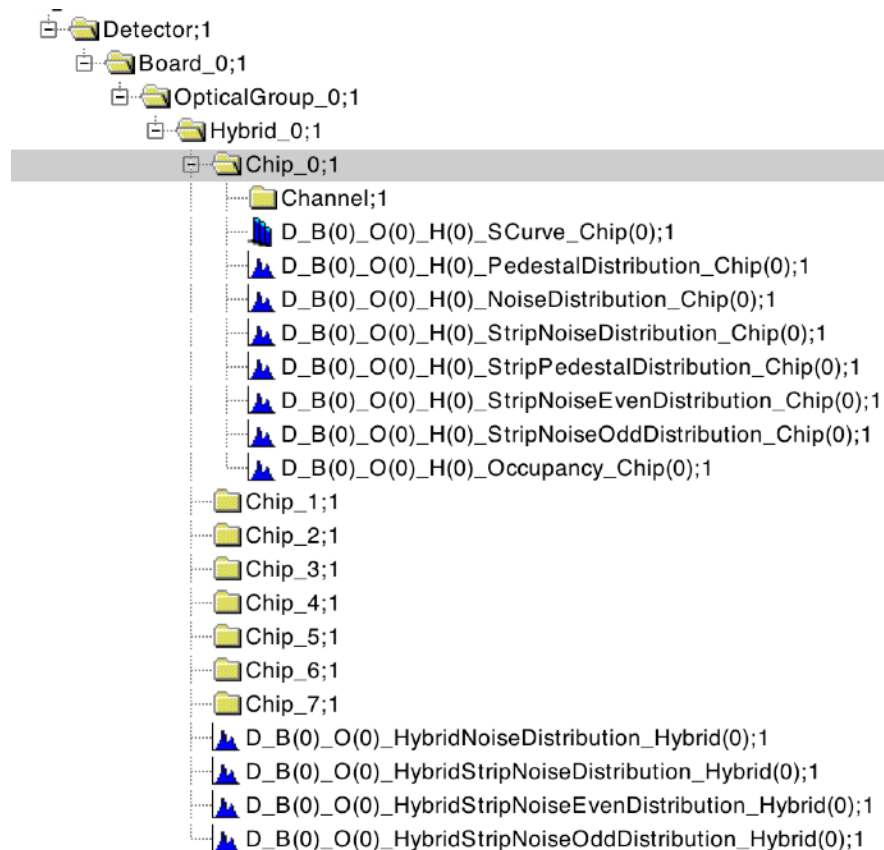 Detector;1
Board_0;1
OpticalGroup_0;1
Hybrid_0;1
Chip_0;1
Channel;1
D_B(0)_O(0)_H(0)_SCurve_Chip(0);1
D_B(0)_O(0)_H(0)_PedestalDistribution_Chip(0);1
D_B(0)_O(0)_H(0)_NoiseDistribution_Chip(0);1
D_B(0)_O(0)_H(0)_StripNoiseDistribution_Chip(0);1
D_B(0)_O(0)_H(0)_StripPedestalDistribution_Chip(0);1
D_B(0)_O(0)_H(0)_StripNoiseEvenDistribution_Chip(0);1
D_B(0)_O(0)_H(0)_StripNoiseOddDistribution_Chip(0);1
D_B(0)_O(0)_H(0)_Occupancy_Chip(0);1
Chip_1;1
Chip_2;1
Chip_3;1
Chip_4;1
Chip_5;1
Chip_6;1
Chip_7;1
D_B(0)_O(0)_HybridNoiseDistribution_Hybrid(0);1
D_B(0)_O(0)_HybridStripNoiseDistribution_Hybrid(0);1
D_B(0)_O(0)_HybridStripNoiseEvenDistribution_Hybrid(0);1
D_B(0)_O(0)_HybridStripNoiseOddDistribution_Hybrid(0);1